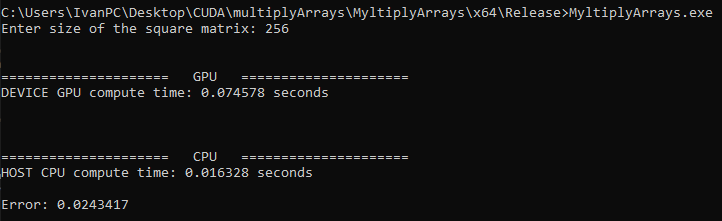 C:\Users\IvanPC\Desktop\CUDA\multiplyArrays\MyltiplyArrays\x64\Release>MyltiplyArrays.exe
Enter size of the square matrix: 256
==================== GPU ====================
DEVICE GPU compute time: 0.074578 seconds
==================== CPU ====================
HOST CPU compute time: 0.016328 seconds
Error: 0.0243417